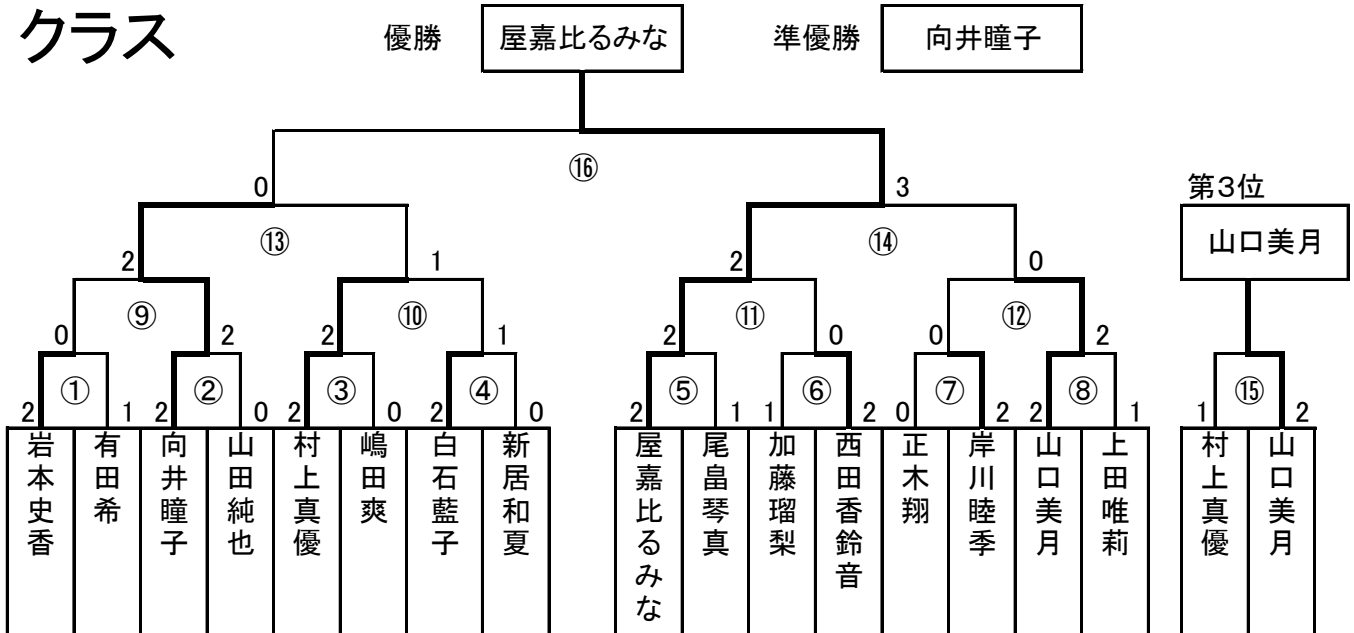 クラス
優勝 屋嘉比るみな 準優勝 向井瞳子
⑯
0 3 第3位
⑬ ⑭ 山口美月
2 1 2 0
⑨ ⑩ ⑪ ⑫
0 2 2 1 2 0 0 2
① ② ③ ④ ⑤ ⑥ ⑦ ⑧ ⑮
2 1 2 0 2 0 2 0 2 1 1 2 0 2 2 1 1 2
岩本史香
有田希
向井瞳子
山田純也
村上真優
嶋田爽
白石藍子
新居和夏
屋嘉比るみな
尾畠琴真
加藤瑠梨
西田香鈴音
正木翔
岸川睦季
山口美月
上田唯莉
村上真優
山口美月